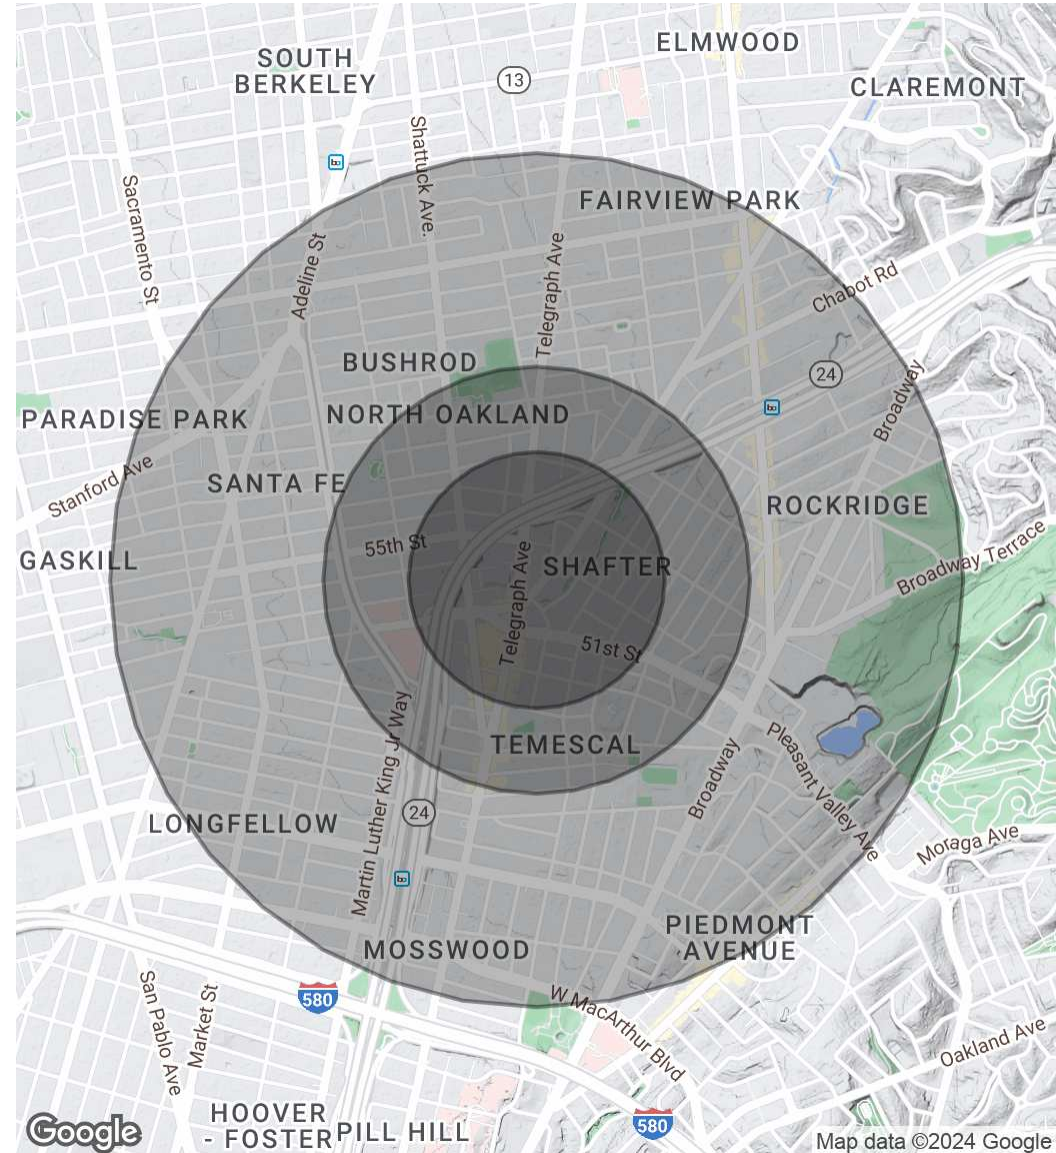 ELMWOOD
SOUTH
BERKELEY
13
CLAREMONT
Shattuck Ave.
Sacramento St
FAIRVIEW PARK
Adeline St
Telegraph Ave
Chabot Rd
BUSHROD
24
Broadway
NORTH OAKLAND
PARADISE PARK
Stanford Ave
SANTA FE
ROCKRIDGE
55th St
GASKILL
SHAFTER
Broadway Terrace
Telegraph Ave
51st St
TEMESCAL
Martin Luther King Jr Way
Broadway
Pleasant Valley Ave
24
LONGFELLOW
Moraga Ave
PIEDMONT
AVENUE
MOSSWOOD
580
San Pablo Ave
Market St
W MacArthur Blvd
Oakland Ave
HOOVER
- FOSTER
PILL HILL
580
Google
Map data ©2024 Google